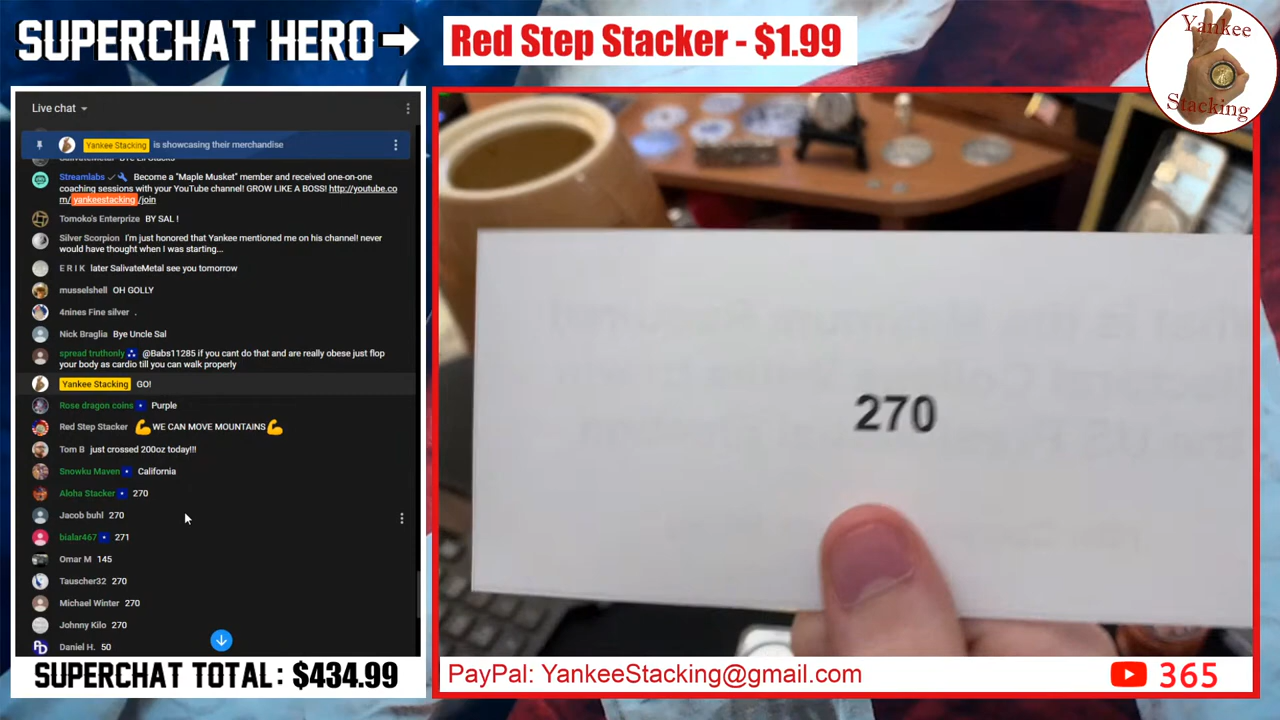 SUPERCHAT HERO→
Red Step Stacker - $1.99
Yankee
Stacking
Live chat
Yankee Stacking is showcasing their merchandise
Streamlabs Become a "Maple Musket" member and received one-on-one
coaching sessions with your YouTube channel! GROW LIKE A BOSS! http://youtube.co
m/yankeestacking/join
Tomoko's Enterprize BY SAL !
Silver Scorpion I'm just honored that Yankee mentioned me on his channel! never
would have thought when I was starting...
E R I K later SalivateMetal see you tomorrow
musselshell OH GOLLY
4nines Fine silver .
Nick Braglia Bye Uncle Sal
spread truthonly @Babs11285 if you cant do that and are really obese just flop
your body as cardio till you can walk properly
Yankee Stacking GO!
Rose dragon coins Purple
Red Step Stacker 💪WE CAN MOVE MOUNTAINS💪
Tom B just crossed 200oz today!!!
Snowku Maven California
Aloha Stacker 270
Jacob buhl 270
bialar467 271
Omar M 145
Tauscher32 270
Michael Winter 270
Johnny Kilo 270
Daniel H. 50
SUPERCHAT TOTAL: $434.99
270
PayPal: YankeeStacking@gmail.com
365